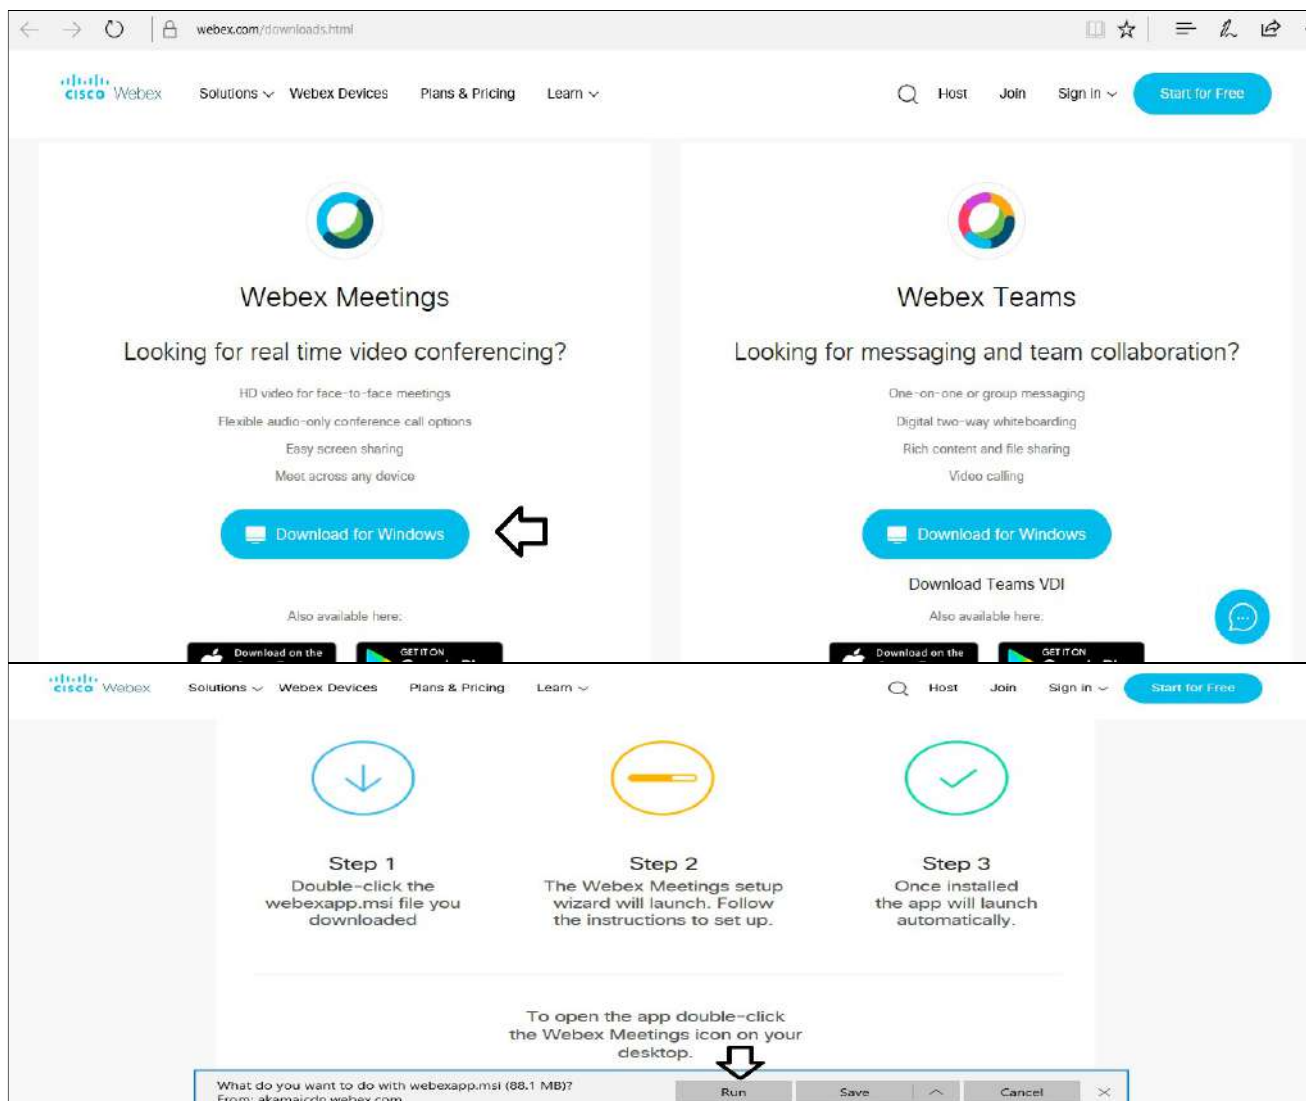 webex.com/downloads.html
CISCO Webex Solutions Webex Devices Plans & Pricing Learn Host Join Sign in Start for Free
Webex Meetings
Looking for real time video conferencing?
HD video for face-to-face meetings
Flexible audio-only conference call options
Easy screen sharing
Meet across any device
Download for Windows
Also available here:
Download on the
GET IT ON
Webex Teams
Looking for messaging and team collaboration?
One-on-one or group messaging
Digital two-way whiteboarding
Rich content and file sharing
Video calling
Download for Windows
Download Teams VDI
Also available here:
Download on the
GET IT ON
CISCO Webex Solutions Webex Devices Plans & Pricing Learn Host Join Sign in Start for Free
Step 1
Double-click the
webexapp.msi file you
downloaded
Step 2
The Webex Meetings setup
wizard will launch. Follow
the instructions to set up.
Step 3
Once installed
the app will launch
automatically.
To open the app double-click
the Webex Meetings icon on your
desktop.
What do you want to do with webexapp.msi (88.1 MB)?
From: akamaicdn.webex.com
Run Save Cancel